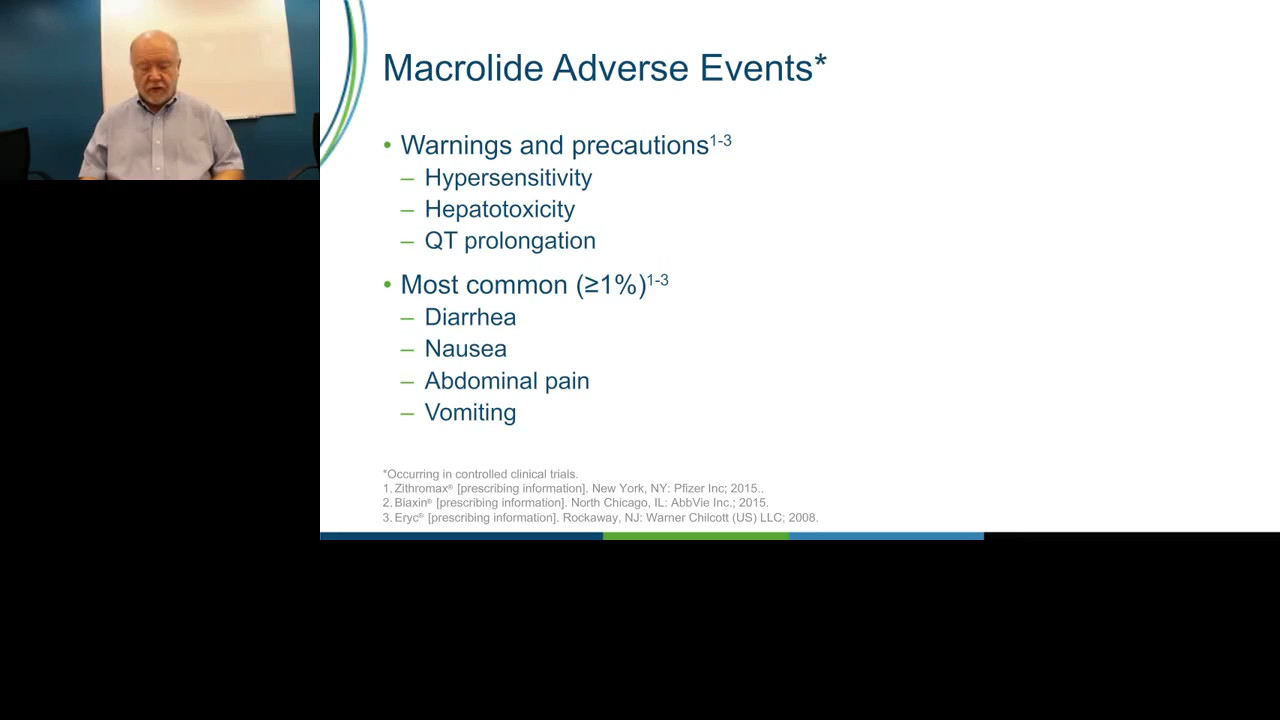 Macrolide Adverse Events*
• Warnings and precautions1-3
– Hypersensitivity
– Hepatotoxicity
– QT prolongation
• Most common (≥1%)1-3
– Diarrhea
– Nausea
– Abdominal pain
– Vomiting
*Occurring in controlled clinical trials.
1. Zithromax® [prescribing information]. New York, NY: Pfizer Inc; 2015..
2. Biaxin® [prescribing information]. North Chicago, IL: AbbVie Inc.; 2015.
3. Eryc® [prescribing information]. Rockaway, NJ: Warner Chilcott (US) LLC; 2008.